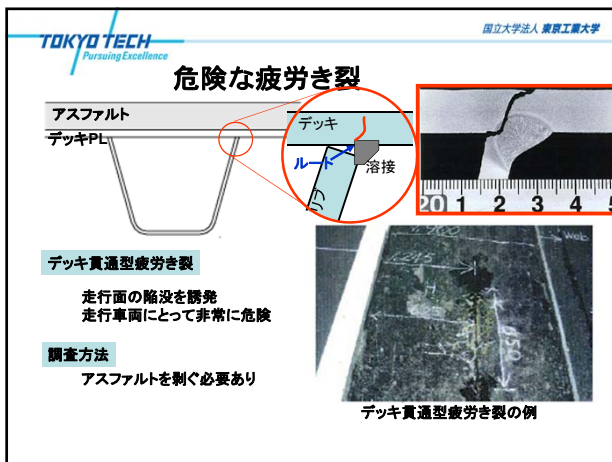 TOKYO TECH
Pursuing Excellence
国立大学法人 東京工業大学
危険な疲労き裂
アスファルト
デッキPL
デッキ
ルート
溶接
リブ
20 1 2 3 4 5
デッキ貫通型疲労き裂
走行面の陥没を誘発
走行車両にとって非常に危険
調査方法
アスファルトを剥ぐ必要あり
Web
650
デッキ貫通型疲労き裂の例